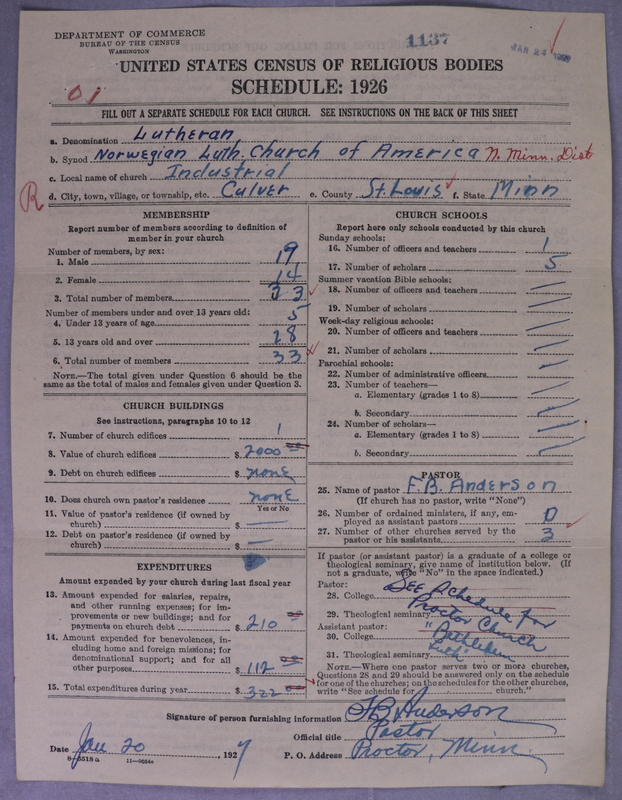 DEPARTMENT OF COMMERCE
BUREAU OF THE CENSUS
WASHINGTON
1137
UNITED STATES CENSUS OF RELIGIOUS BODIES
SCHEDULE: 1926
01
FILL OUT A SEPARATE SCHEDULE FOR EACH CHURCH. SEE INSTRUCTIONS ON THE BACK OF THIS SHEET
a. Denomination Lutheran
b. Synod Norwegian Luth. Church of America N. Minn. Dist
c. Local name of church Industrial
R
d. City, town, village, or township, etc. Culver e. County St. Louis f. State Minn
MEMBERSHIP
Report number of members according to definition of
member in your church
Number of members, by sex:
1. Male 19
2. Female 14
3. Total number of members 33
Number of members under and over 13 years old:
4. Under 13 years of age 5
5. 13 years old and over 28
6. Total number of members 33
NOTE.—The total given under Question 6 should be the
same as the total of males and females given under Question 3.
CHURCH BUILDINGS
See instructions, paragraphs 10 to 12
7. Number of church edifices 1
8. Value of church edifices $ 2000
9. Debt on church edifices $ none
10. Does church own pastor's residence none
Yes or No
11. Value of pastor's residence (if owned by
church) $ —
12. Debt on pastor's residence (if owned by
church) $ —
EXPENDITURES
Amount expended by your church during last fiscal year
13. Amount expended for salaries, repairs,
and other running expenses; for im-
provements or new buildings; and for
payments on church debt $ 210
14. Amount expended for benevolences, in-
cluding home and foreign missions; for
denominational support; and for all
other purposes $ 112
15. Total expenditures during year $ 322
CHURCH SCHOOLS
Report here only schools conducted by this church
Sunday schools:
16. Number of officers and teachers 1
17. Number of scholars 5
Summer vacation Bible schools:
18. Number of officers and teachers —
19. Number of scholars —
Week-day religious schools:
20. Number of officers and teachers —
21. Number of scholars —
Parochial schools:
22. Number of administrative officers —
23. Number of teachers—
a. Elementary (grades 1 to 8) —
b. Secondary —
24. Number of scholars—
a. Elementary (grades 1 to 8) —
b. Secondary —
PASTOR
25. Name of pastor F.B. Anderson
(If church has no pastor, write "None")
26. Number of ordained ministers, if any, em-
ployed as assistant pastors 0
27. Number of other churches served by the
pastor or his assistants 3
If pastor (or assistant pastor) is a graduate of a college or
theological seminary, give name of institution below. (If
not a graduate, write "No" in the space indicated.)
Pastor:
28. College See Schedule for
29. Theological seminary Proctor Church
Assistant pastor:
30. College "Bethlehem
31. Theological seminary Luth"
NOTE.—Where one pastor serves two or more churches,
Questions 28 and 29 should be answered only on the schedule
for one of the churches; on the schedules for the other churches,
write "See schedule for church."
Signature of person furnishing information F.B. Anderson
Official title Pastor
Date Jan 20, 1927 P. O. Address Proctor, Minn.